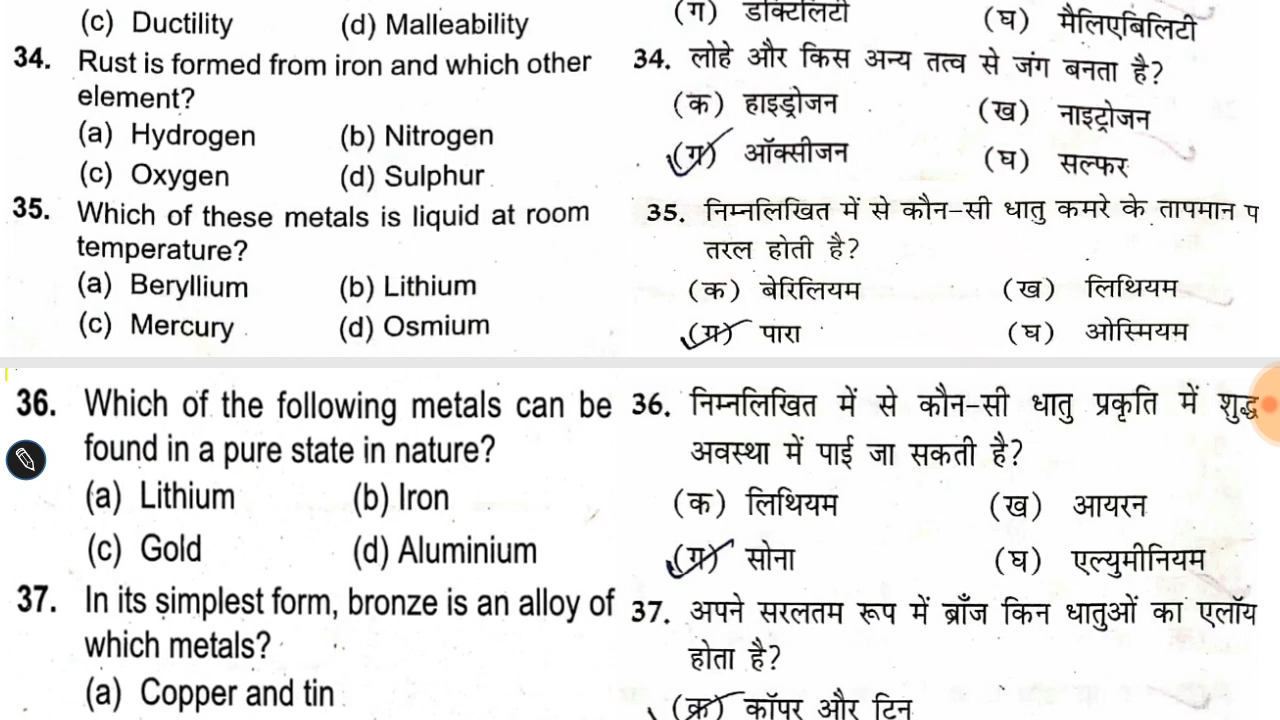 (c) Ductility (d) Malleability
34. Rust is formed from iron and which other
element?
(a) Hydrogen (b) Nitrogen
(c) Oxygen (d) Sulphur
35. Which of these metals is liquid at room
temperature?
(a) Beryllium (b) Lithium
(c) Mercury (d) Osmium
36. Which of the following metals can be
found in a pure state in nature?
(a) Lithium (b) Iron
(c) Gold (d) Aluminium
37. In its simplest form, bronze is an alloy of
which metals?
(a) Copper and tin
(ग) डक्टिलिटी (घ) मैलिएबिलिटी
34. लोहे और किस अन्य तत्व से जंग बनता है?
(क) हाइड्रोजन (ख) नाइट्रोजन
(ग) ऑक्सीजन (घ) सल्फर
35. निम्नलिखित में से कौन-सी धातु कमरे के तापमान प
तरल होती है?
(क) बेरिलियम (ख) लिथियम
(ग) पारा (घ) ओस्मियम
36. निम्नलिखित में से कौन-सी धातु प्रकृति में शुद्ध
अवस्था में पाई जा सकती है?
(क) लिथियम (ख) आयरन
(ग) सोना (घ) एल्युमीनियम
37. अपने सरलतम रूप में ब्राँज किन धातुओं का एलॉय
होता है?
(क) कॉपर और टिन